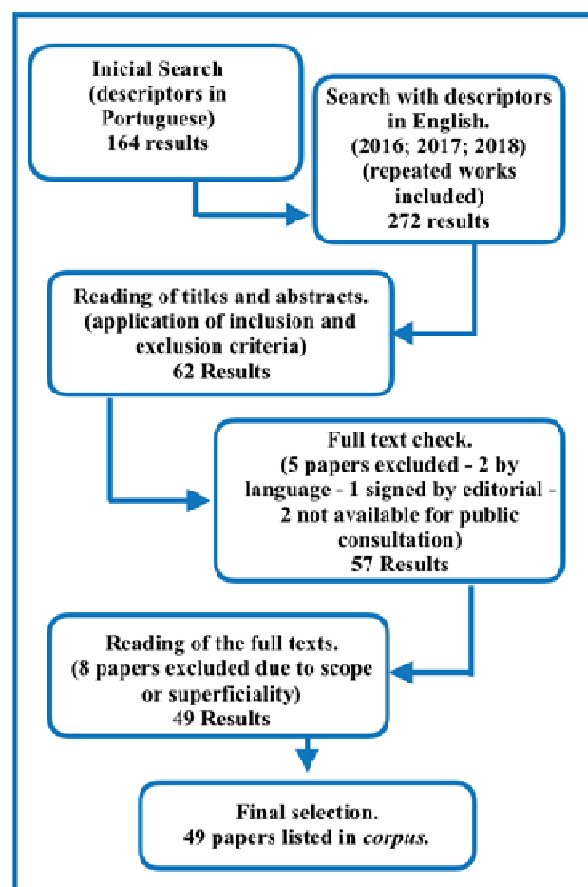 Inicial Search
(descriptors in
Portuguese)
164 results
Search with descriptors
in English.
(2016; 2017; 2018)
(repeated works
included)
272 results
Reading of titles and abstracts.
(application of inclusion and
exclusion criteria)
62 Results
Full text check.
(5 papers excluded - 2 by
language - 1 signed by editorial -
2 not available for public
consultation)
57 Results
Reading of the full texts.
(8 papers excluded due to scope
or superficiality)
49 Results
Final selection.
49 papers listed in corpus.